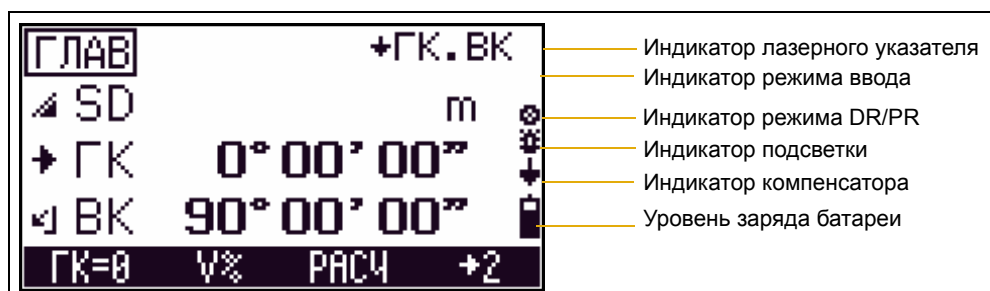 ГЛАВ
↓ГК.ВК
SD
m
ГК
0°00’00”
ВК
90°00’00”
ГК=0
V%
РАСЧ
→2
Индикатор лазерного указателя
Индикатор режима ввода
Индикатор режима DR/PR
Индикатор подсветки
Индикатор компенсатора
Уровень заряда батареи